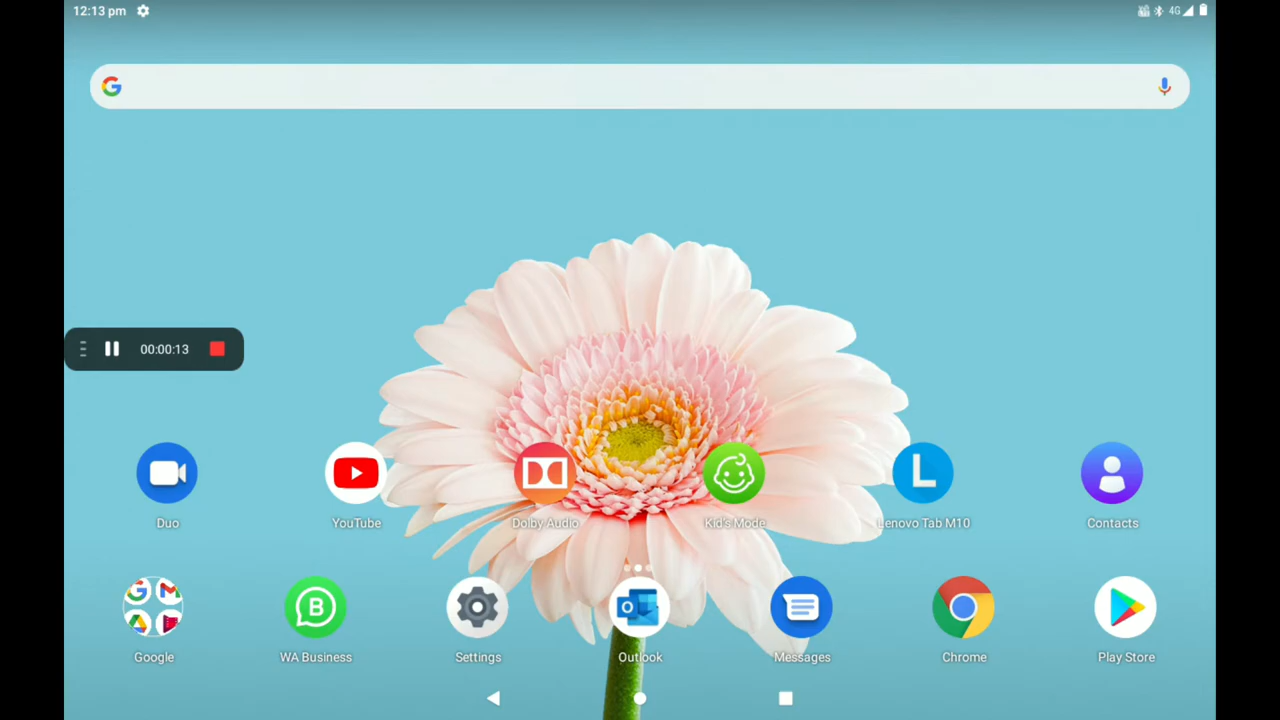 12:13 pm
4G
00:00:13
Duo
YouTube
Dolby Audio
Kid's Mode
Lenovo Tab M10
Contacts
Google
WA Business
Settings
Outlook
Messages
Chrome
Play Store